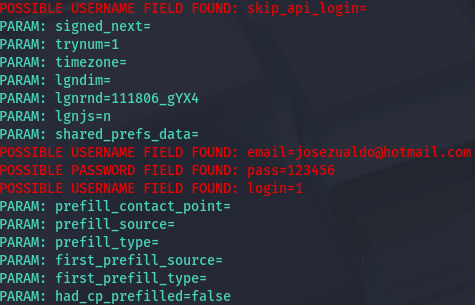 POSSIBLE USERNAME FIELD FOUND: skip_api_login=
PARAM: signed_next=
PARAM: trynum=1
PARAM: timezone=
PARAM: lgndim=
PARAM: lgnrnd=111806_gYX4
PARAM: lgnjs=n
PARAM: shared_prefs_data=
POSSIBLE USERNAME FIELD FOUND: email=josezualdo@hotmail.com
POSSIBLE PASSWORD FIELD FOUND: pass=123456
POSSIBLE USERNAME FIELD FOUND: login=1
PARAM: prefill_contact_point=
PARAM: prefill_source=
PARAM: prefill_type=
PARAM: first_prefill_source=
PARAM: first_prefill_type=
PARAM: had_cp_prefilled=false